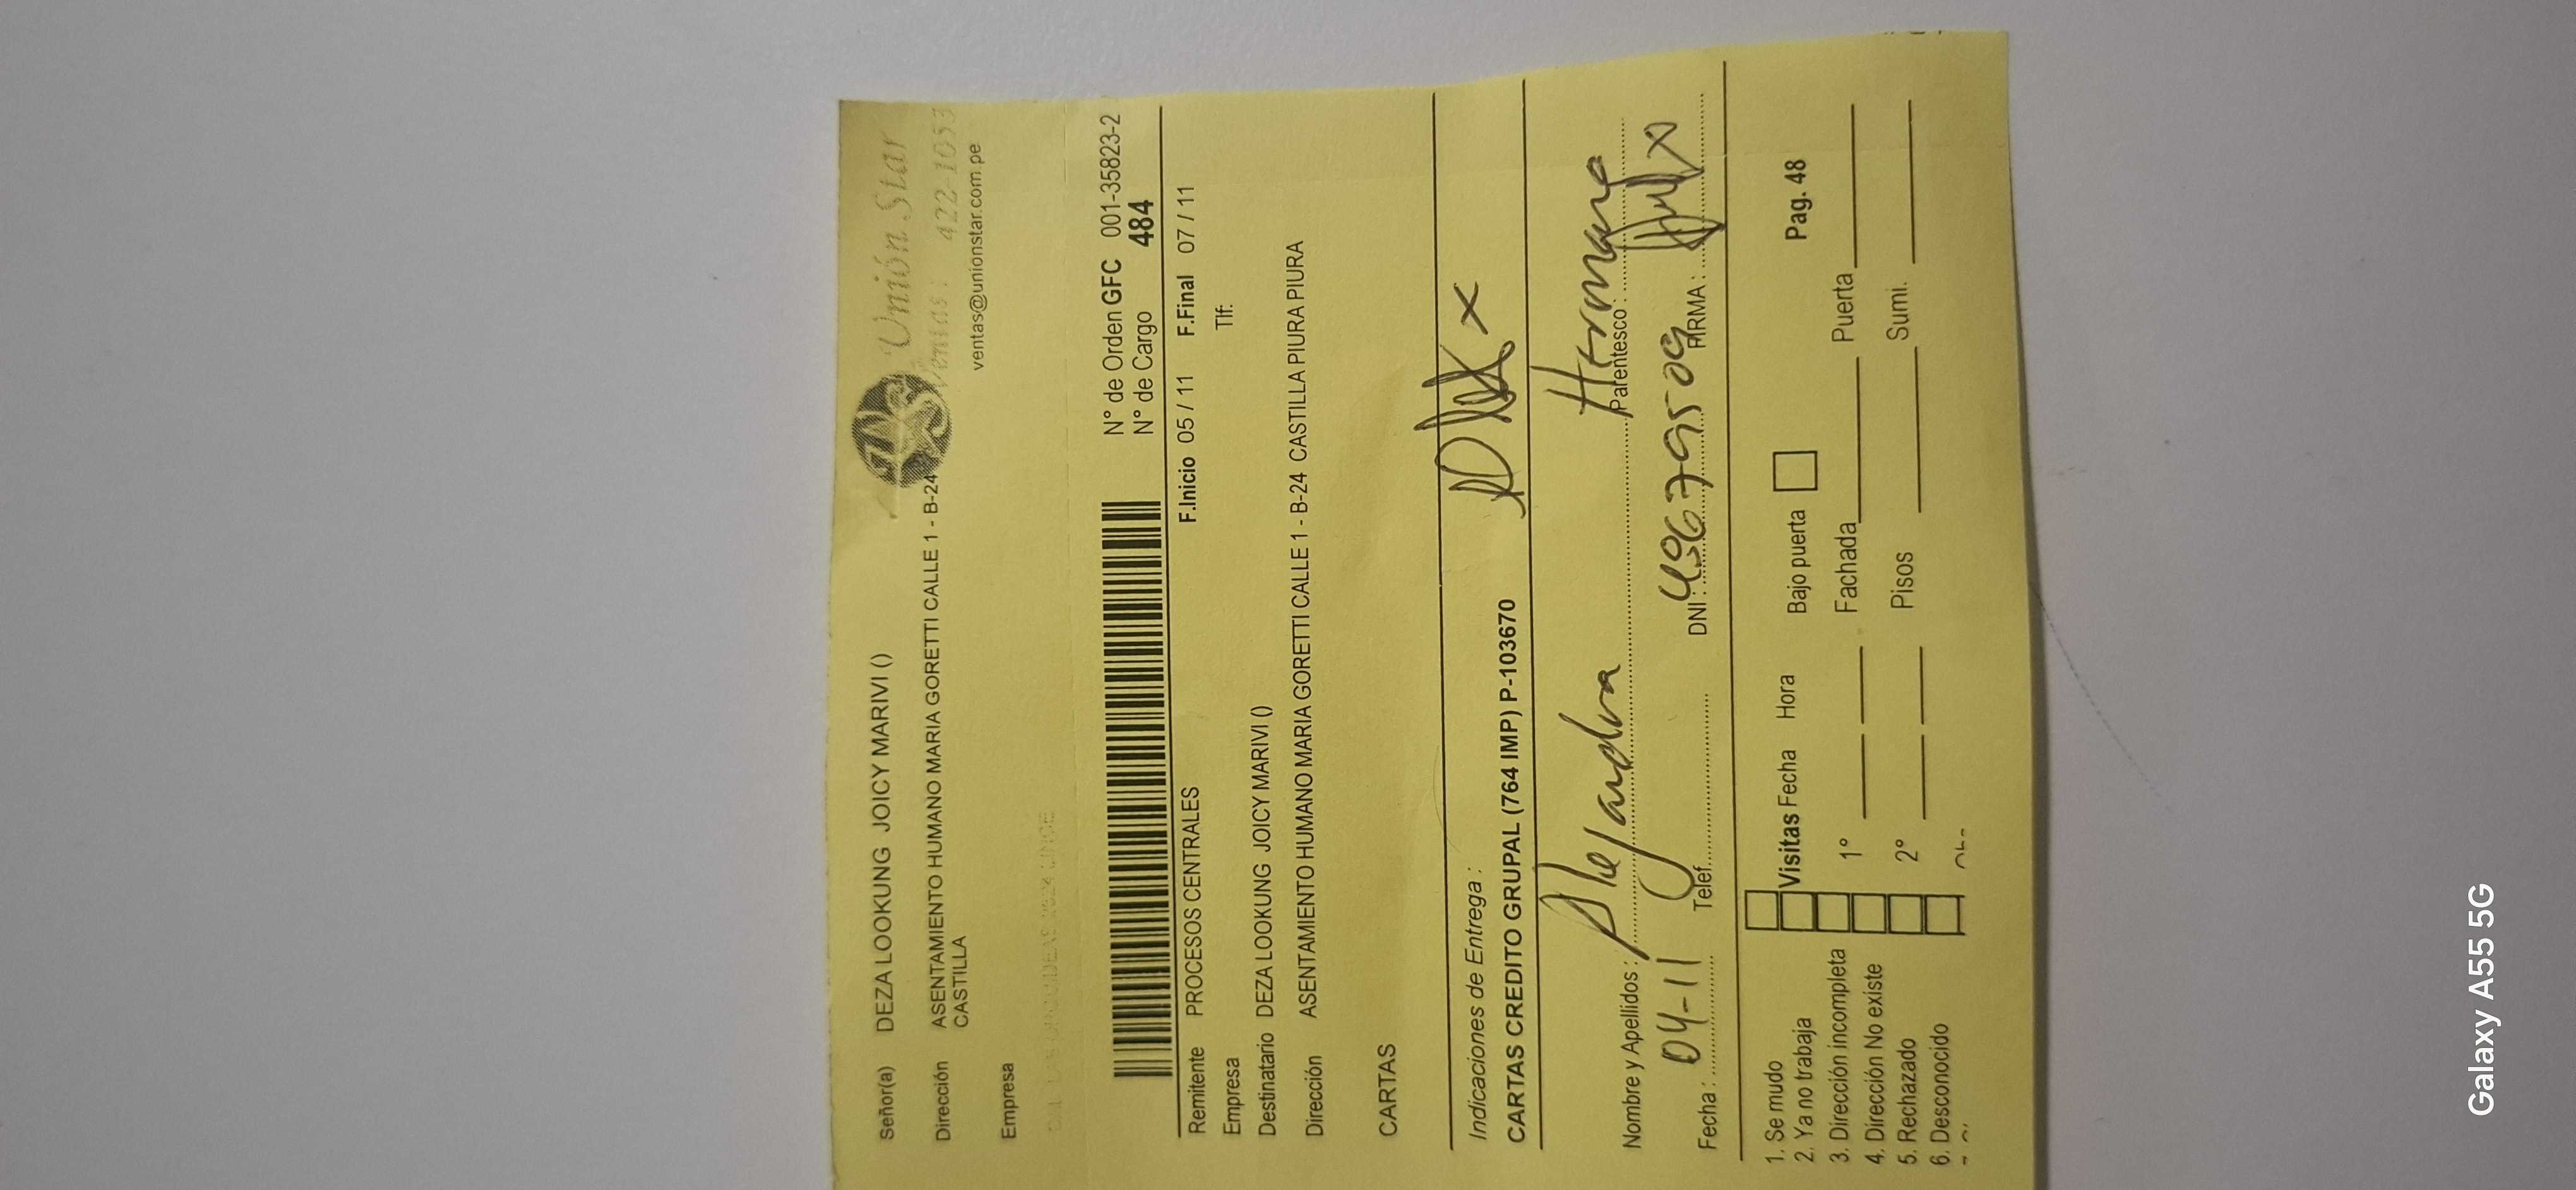 Unión Star
Ventas: 422-1053
ventas@unionstar.com.pe
Señor(a) DEZA LOOKUNG JOICY MARIVI ()
Dirección ASENTAMIENTO HUMANO MARIA GORETTI CALLE 1 - B-24
CASTILLA
Empresa
N° de Orden GFC 001-35823-2
N° de Cargo 484
Remitente PROCESOS CENTRALES F.Inicio 05 / 11 F.Final 07 / 11
Empresa Tlf:
Destinatario DEZA LOOKUNG JOICY MARIVI ()
Dirección ASENTAMIENTO HUMANO MARIA GORETTI CALLE 1 - B-24 CASTILLA PIURA PIURA
CARTAS
Indicaciones de Entrega :
CARTAS CREDITO GRUPAL (764 IMP) P-103670
Nombre y Apellidos : Alejandra Parentesco : Hermana
Fecha : 04-11 Telef. DNI : FIRMA :
1. Se mudo
2. Ya no trabaja Visitas Fecha Hora Bajo puerta Pag. 48
3. Dirección incompleta 1° Fachada Puerta
4. Dirección No existe
5. Rechazado 2° Pisos Sumi.
6. Desconocido
Galaxy A55 5G